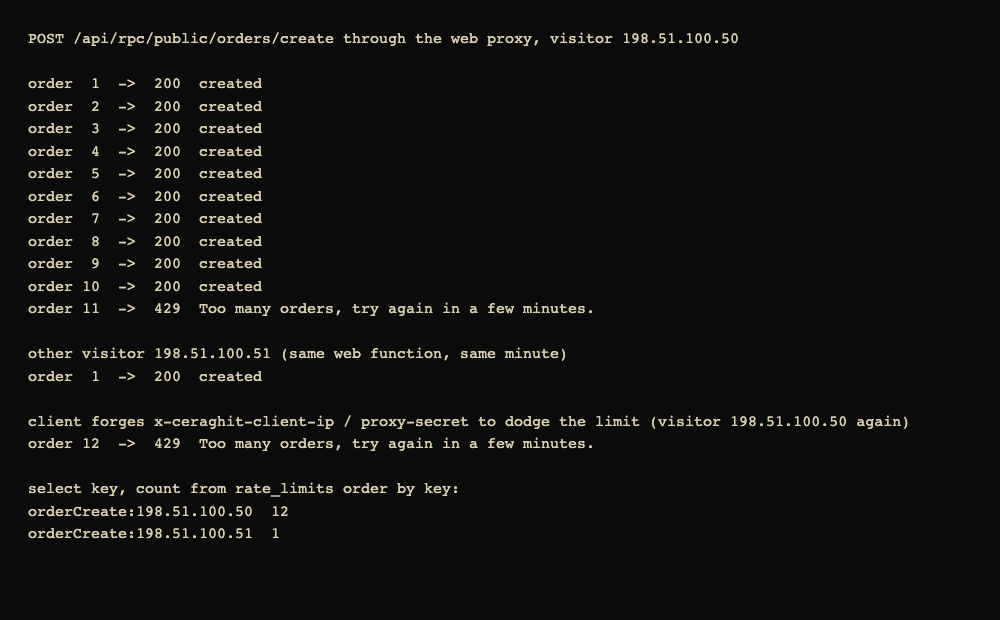 POST /api/rpc/public/orders/create through the web proxy, visitor 198.51.100.50
order  1  ->  200  created
order  2  ->  200  created
order  3  ->  200  created
order  4  ->  200  created
order  5  ->  200  created
order  6  ->  200  created
order  7  ->  200  created
order  8  ->  200  created
order  9  ->  200  created
order 10  ->  200  created
order 11  ->  429  Too many orders, try again in a few minutes.
other visitor 198.51.100.51 (same web function, same minute)
order  1  ->  200  created
client forges x-ceraghit-client-ip / proxy-secret to dodge the limit (visitor 198.51.100.50 again)
order 12  ->  429  Too many orders, try again in a few minutes.
select key, count from rate_limits order by key:
orderCreate:198.51.100.50  12
orderCreate:198.51.100.51  1